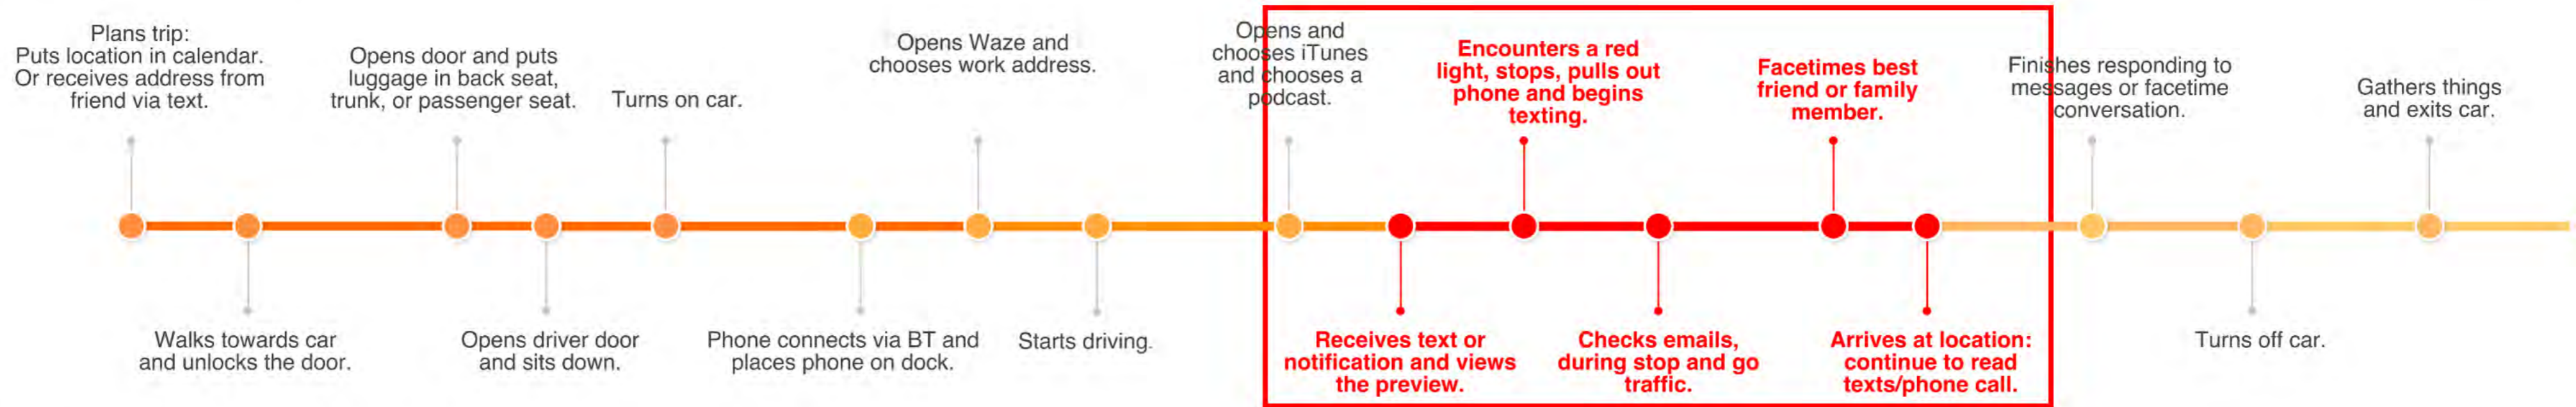 Plans trip:
Puts location in calendar.
Or receives address from
friend via text.
Walks towards car
and unlocks the door.
Opens door and puts
luggage in back seat,
trunk, or passenger seat.
Opens driver door
and sits down.
Turns on car.
Phone connects via BT and
places phone on dock.
Opens Waze and
chooses work address.
Starts driving.
Opens and
chooses iTunes
and chooses a
podcast.
Receives text or
notification and views
the preview.
Encounters a red
light, stops, pulls out
phone and begins
texting.
Checks emails,
during stop and go
traffic.
Facetimes best
friend or family
member.
Arrives at location:
continue to read
texts/phone call.
Finishes responding to
messages or facetime
conversation.
Turns off car.
Gathers things
and exits car.